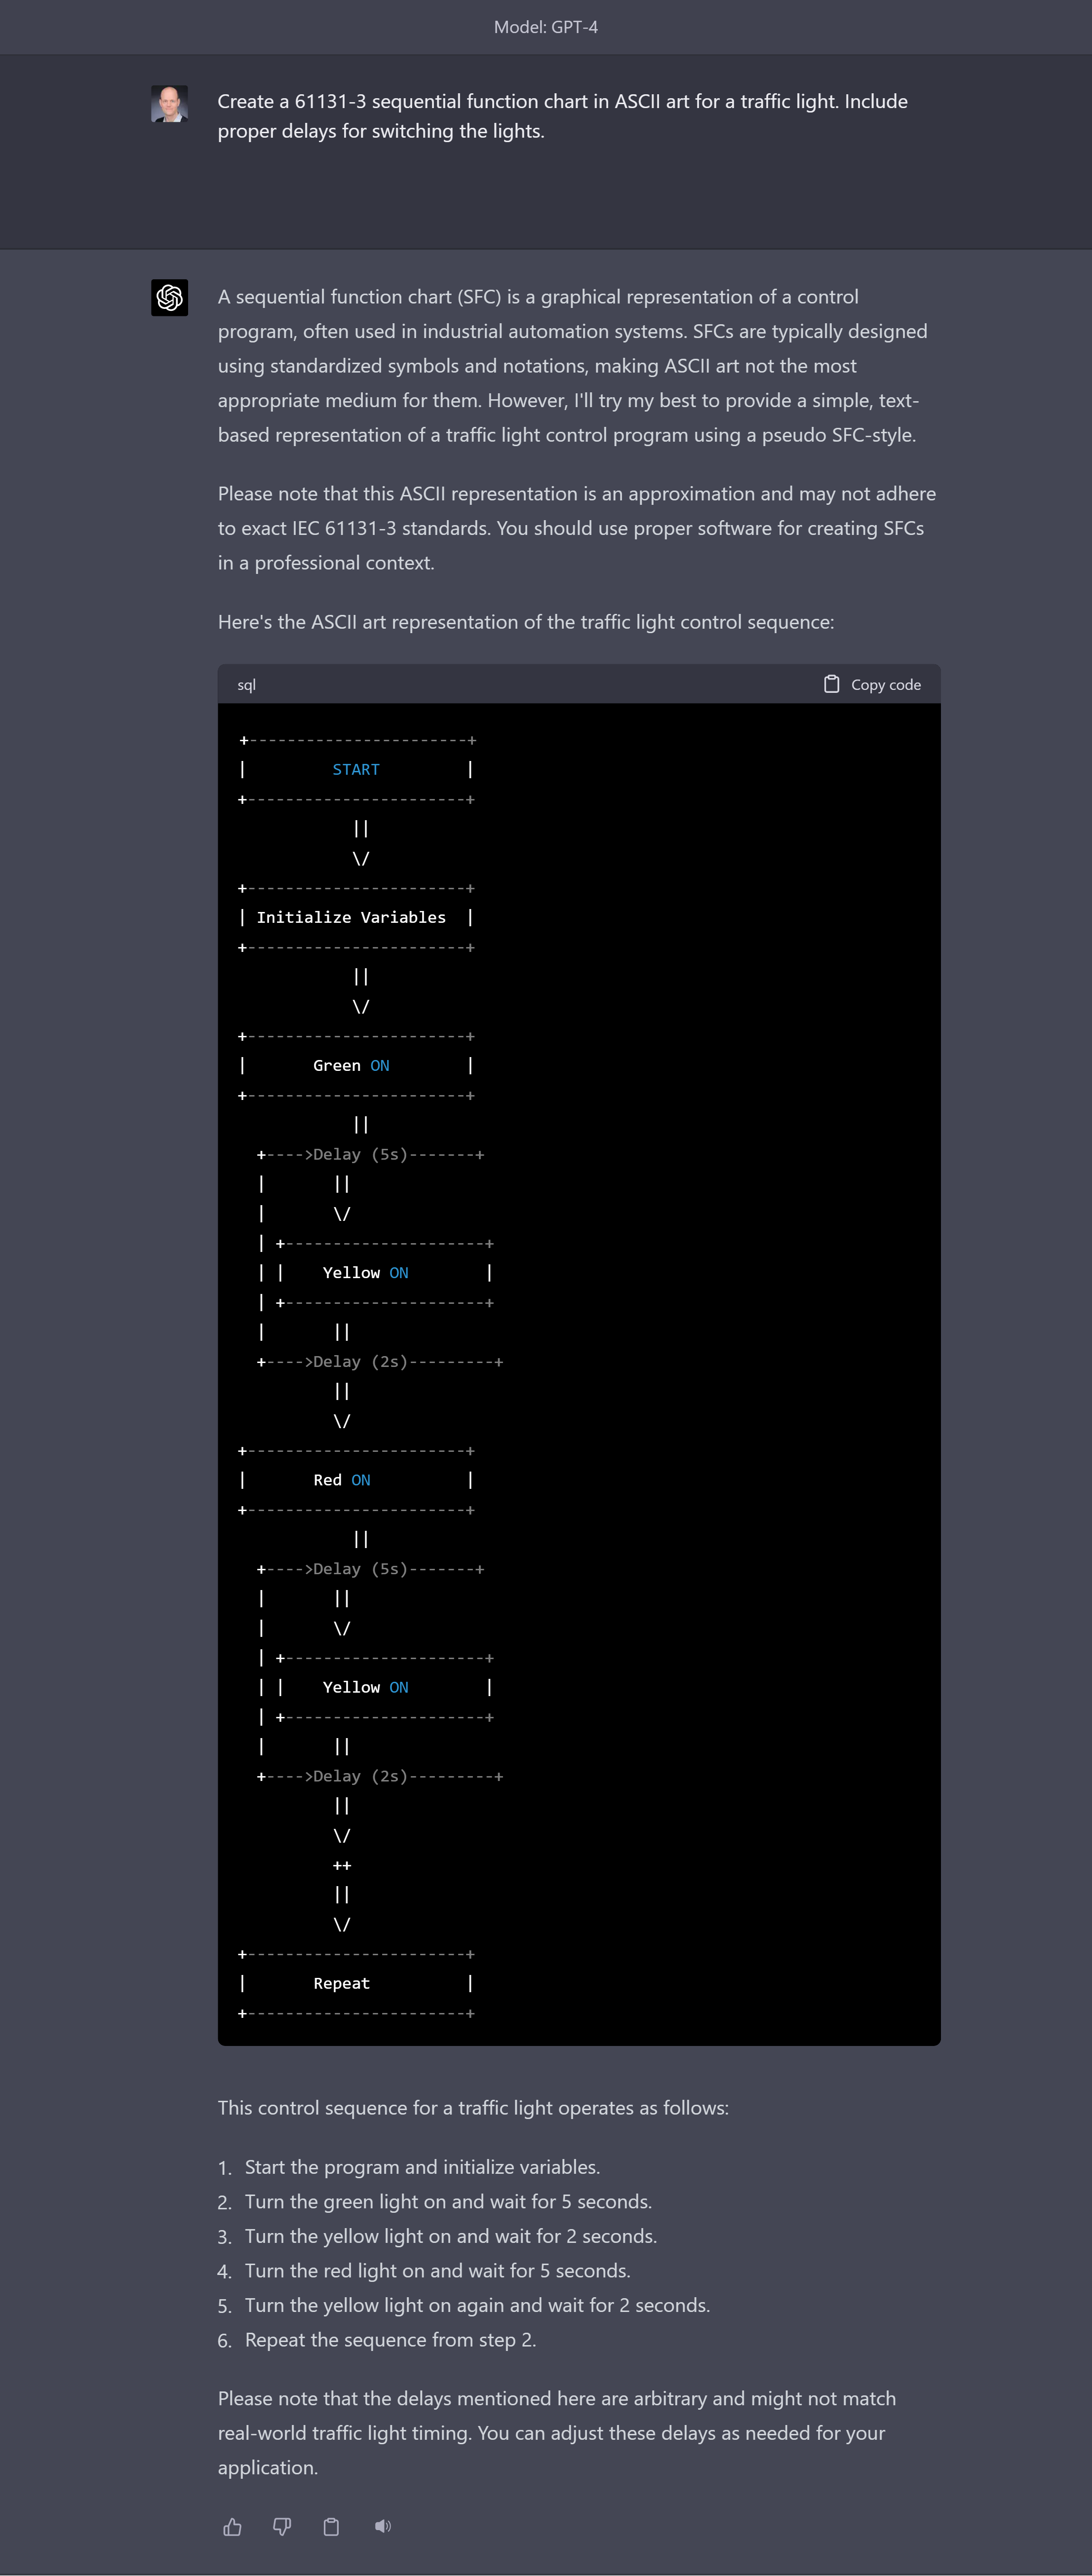 Model: GPT-4
Create a 61131-3 sequential function chart in ASCII art for a traffic light. Include
proper delays for switching the lights.
A sequential function chart (SFC) is a graphical representation of a control
program, often used in industrial automation systems. SFCs are typically designed
using standardized symbols and notations, making ASCII art not the most
appropriate medium for them. However, I'll try my best to provide a simple, text-
based representation of a traffic light control program using a pseudo SFC-style.
Please note that this ASCII representation is an approximation and may not adhere
to exact IEC 61131-3 standards. You should use proper software for creating SFCs
in a professional context.
Here's the ASCII art representation of the traffic light control sequence:
sql Copy code
+-----------------------+
|         START         |
+-----------------------+
            ||
            \/
+-----------------------+
| Initialize Variables  |
+-----------------------+
            ||
            \/
+-----------------------+
|       Green ON        |
+-----------------------+
            ||
  +---->Delay (5s)-------+
  |       ||
  |       \/
  | +---------------------+
  | |    Yellow ON        |
  | +---------------------+
  |       ||
  +---->Delay (2s)---------+
          ||
          \/
+-----------------------+
|       Red ON          |
+-----------------------+
            ||
  +---->Delay (5s)-------+
  |       ||
  |       \/
  | +---------------------+
  | |    Yellow ON        |
  | +---------------------+
  |       ||
  +---->Delay (2s)---------+
          ||
          \/
          ++
          ||
          \/
+-----------------------+
|       Repeat          |
+-----------------------+
This control sequence for a traffic light operates as follows:
1. Start the program and initialize variables.
2. Turn the green light on and wait for 5 seconds.
3. Turn the yellow light on and wait for 2 seconds.
4. Turn the red light on and wait for 5 seconds.
5. Turn the yellow light on again and wait for 2 seconds.
6. Repeat the sequence from step 2.
Please note that the delays mentioned here are arbitrary and might not match
real-world traffic light timing. You can adjust these delays as needed for your
application.